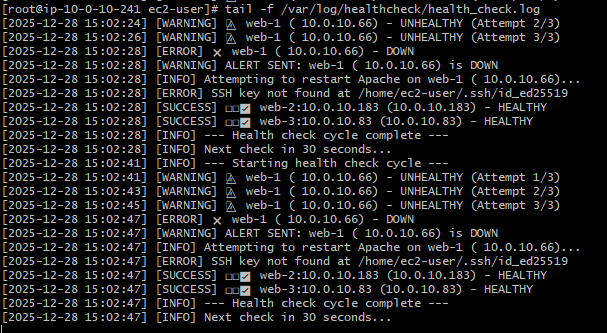 [root@ip-10-0-10-241 ec2-user]# tail -f /var/log/healthcheck/health_check.log
[2025-12-28 15:02:24] [WARNING] ⚠ web-1 ( 10.0.10.66) - UNHEALTHY (Attempt 2/3)
[2025-12-28 15:02:26] [WARNING] ⚠ web-1 ( 10.0.10.66) - UNHEALTHY (Attempt 3/3)
[2025-12-28 15:02:28] [ERROR] ✕ web-1 ( 10.0.10.66) - DOWN
[2025-12-28 15:02:28] [WARNING] ALERT SENT: web-1 ( 10.0.10.66) is DOWN
[2025-12-28 15:02:28] [INFO] Attempting to restart Apache on web-1 ( 10.0.10.66)...
[2025-12-28 15:02:28] [ERROR] SSH key not found at /home/ec2-user/.ssh/id_ed25519
[2025-12-28 15:02:28] [SUCCESS] □□☑ web-2:10.0.10.183 (10.0.10.183) - HEALTHY
[2025-12-28 15:02:28] [SUCCESS] □□☑ web-3:10.0.10.83 (10.0.10.83) - HEALTHY
[2025-12-28 15:02:28] [INFO] --- Health check cycle complete ---
[2025-12-28 15:02:28] [INFO] Next check in 30 seconds...
[2025-12-28 15:02:41] [INFO] --- Starting health check cycle ---
[2025-12-28 15:02:41] [WARNING] ⚠ web-1 ( 10.0.10.66) - UNHEALTHY (Attempt 1/3)
[2025-12-28 15:02:43] [WARNING] ⚠ web-1 ( 10.0.10.66) - UNHEALTHY (Attempt 2/3)
[2025-12-28 15:02:45] [WARNING] ⚠ web-1 ( 10.0.10.66) - UNHEALTHY (Attempt 3/3)
[2025-12-28 15:02:47] [ERROR] ✕ web-1 ( 10.0.10.66) - DOWN
[2025-12-28 15:02:47] [WARNING] ALERT SENT: web-1 ( 10.0.10.66) is DOWN
[2025-12-28 15:02:47] [INFO] Attempting to restart Apache on web-1 ( 10.0.10.66)...
[2025-12-28 15:02:47] [ERROR] SSH key not found at /home/ec2-user/.ssh/id_ed25519
[2025-12-28 15:02:47] [SUCCESS] □□☑ web-2:10.0.10.183 (10.0.10.183) - HEALTHY
[2025-12-28 15:02:47] [SUCCESS] □□☑ web-3:10.0.10.83 (10.0.10.83) - HEALTHY
[2025-12-28 15:02:47] [INFO] --- Health check cycle complete ---
[2025-12-28 15:02:47] [INFO] Next check in 30 seconds...